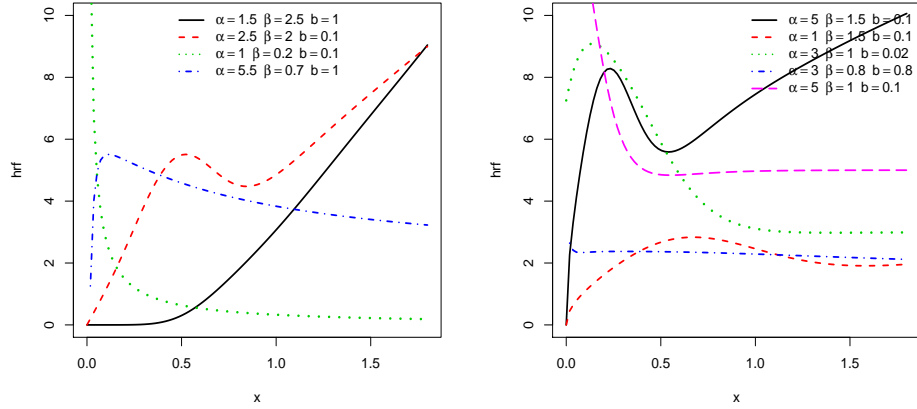 α=1.5 β=2.5 b=1
α=2.5 β=2 b=0.1
α=1 β=0.2 b=0.1
α=5.5 β=0.7 b=1
hrf
0 2 4 6 8 10
0.0 0.5 1.0 1.5
x
α=5 β=1.5 b=0.1
α=1 β=1.5 b=0.1
α=3 β=1 b=0.02
α=3 β=0.8 b=0.8
α=5 β=1 b=0.1
hrf
0 2 4 6 8 10
0.0 0.5 1.0 1.5
x